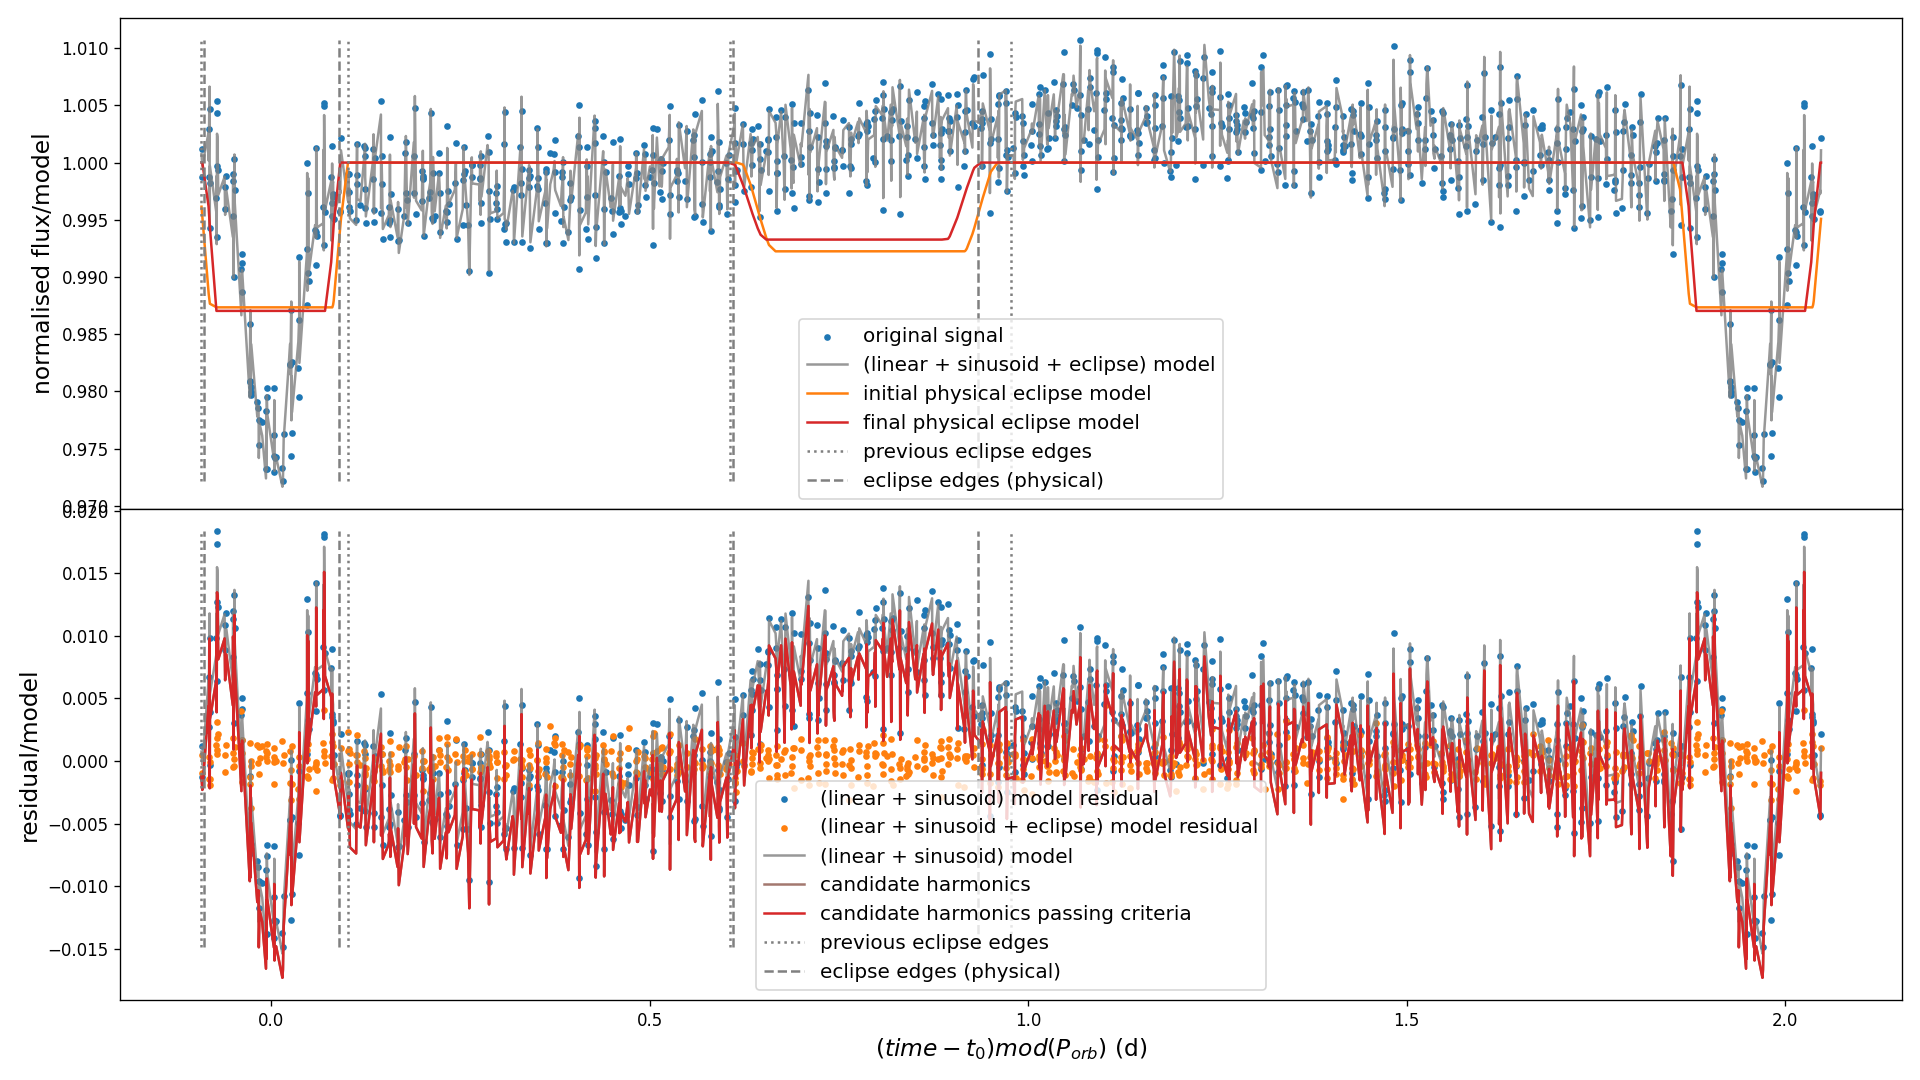 normalised flux/model
1.010
1.005
1.000
0.995
0.990
0.985
0.980
0.975
0.970
original signal
(linear + sinusoid + eclipse) model
initial physical eclipse model
final physical eclipse model
previous eclipse edges
eclipse edges (physical)
residual/model
0.020
0.015
0.010
0.005
0.000
−0.005
−0.010
−0.015
(linear + sinusoid) model residual
(linear + sinusoid + eclipse) model residual
(linear + sinusoid) model
candidate harmonics
candidate harmonics passing criteria
previous eclipse edges
eclipse edges (physical)
0.0 0.5 1.0 1.5 2.0
(time − t₀)mod(P_orb) (d)